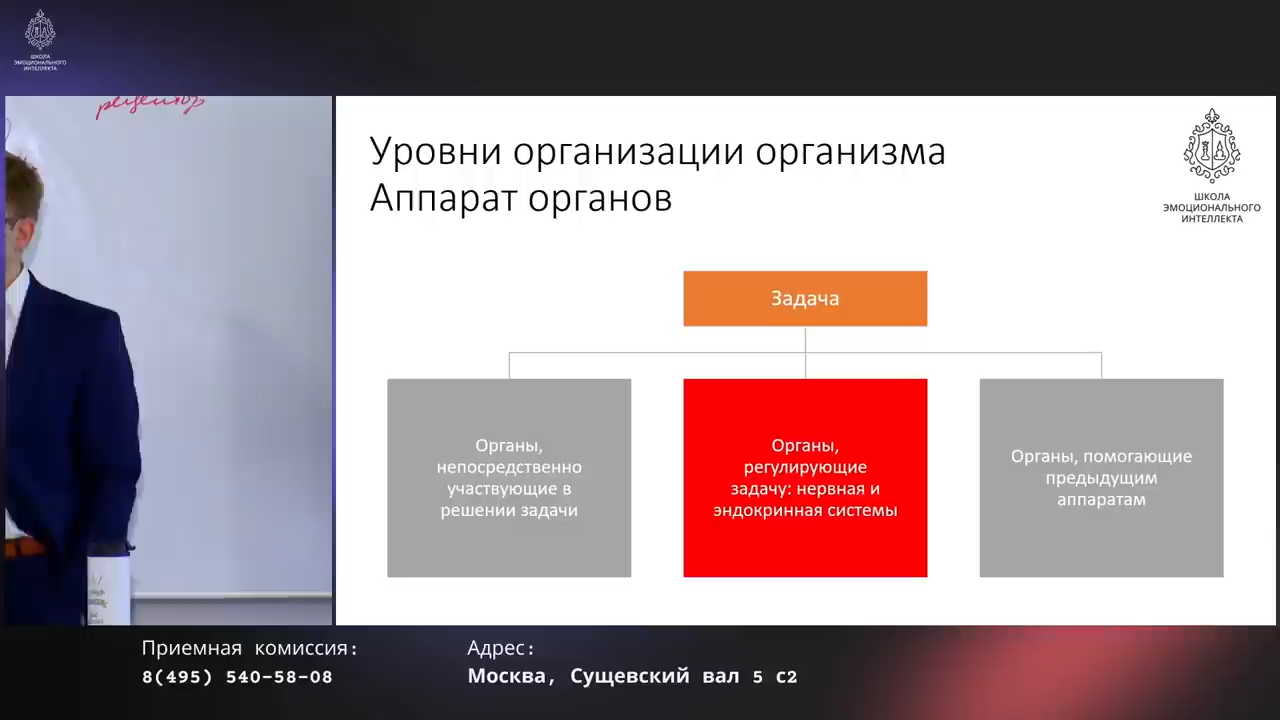 ШКОЛА
ЭМОЦИОНАЛЬНОГО
ИНТЕЛЛЕКТА
рецептор
Уровни организации организма
Аппарат органов
ШКОЛА
ЭМОЦИОНАЛЬНОГО
ИНТЕЛЛЕКТА
Задача
Органы,
непосредственно
участвующие в
решении задачи
Органы,
регулирующие
задачу: нервная и
эндокринная системы
Органы, помогающие
предыдущим
аппаратам
Приемная комиссия:
8(495) 540-58-08
Адрес:
Москва, Сущевский вал 5 с2